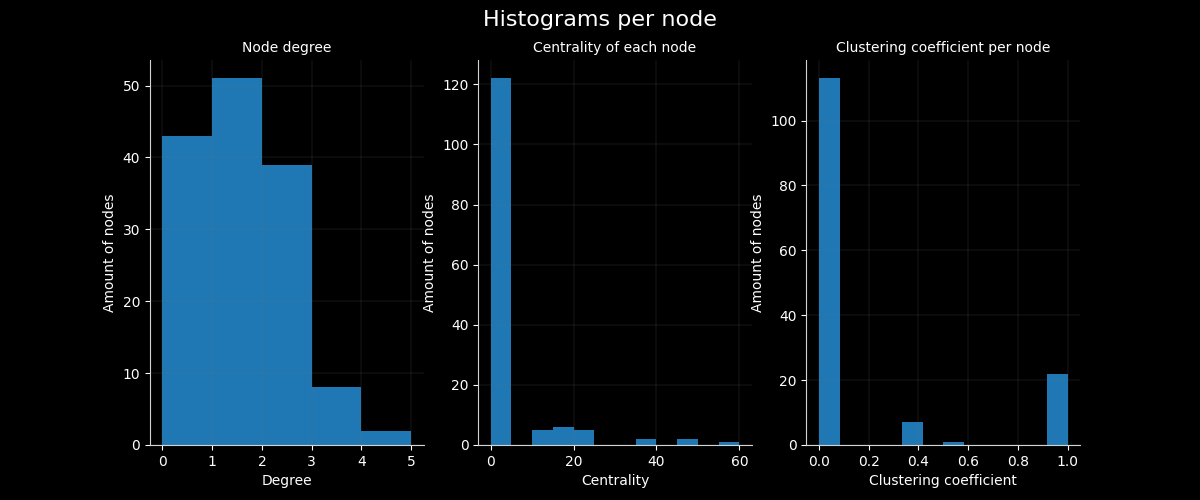 Histograms per node
Node degree
Centrality of each node
Clustering coefficient per node
50
40
30
20
10
0
Amount of nodes
0 1 2 3 4 5
Degree
120
100
80
60
40
20
0
Amount of nodes
0 20 40 60
Centrality
100
80
60
40
20
0
Amount of nodes
0.0 0.2 0.4 0.6 0.8 1.0
Clustering coefficient